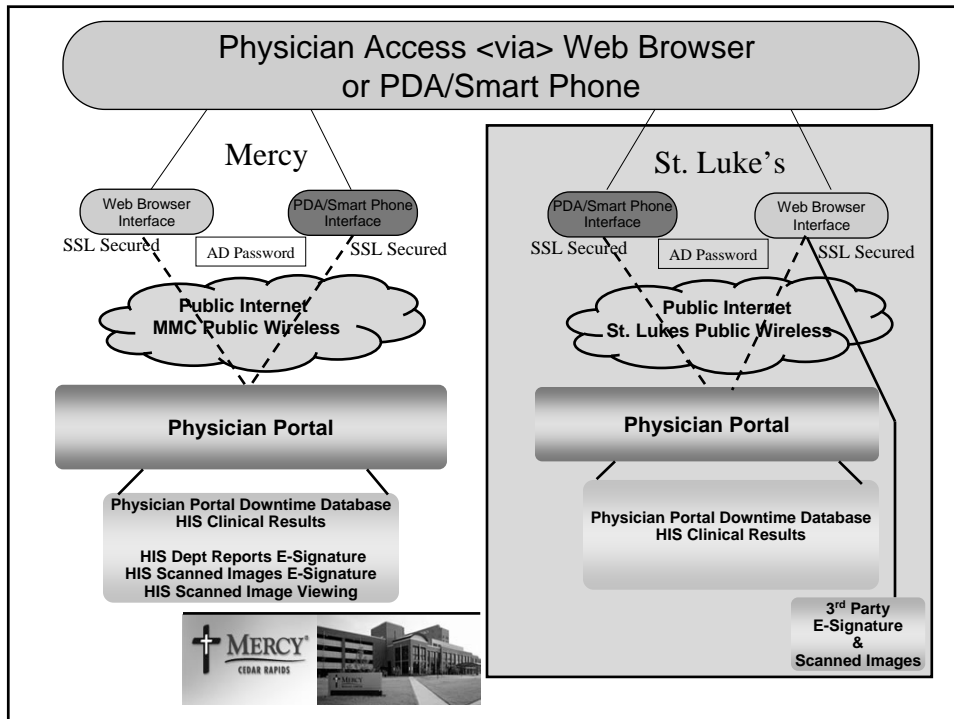 Physician Access <via> Web Browser
or PDA/Smart Phone
Mercy
Web Browser
Interface
PDA/Smart Phone
Interface
SSL Secured
AD Password
SSL Secured
Public Internet
MMC Public Wireless
Physician Portal
Physician Portal Downtime Database
HIS Clinical Results
HIS Dept Reports E-Signature
HIS Scanned Images E-Signature
HIS Scanned Image Viewing
MERCY®
CEDAR RAPIDS
St. Luke’s
PDA/Smart Phone
Interface
Web Browser
Interface
SSL Secured
AD Password
SSL Secured
Public Internet
St. Lukes Public Wireless
Physician Portal
Physician Portal Downtime Database
HIS Clinical Results
3rd Party
E-Signature
&
Scanned Images